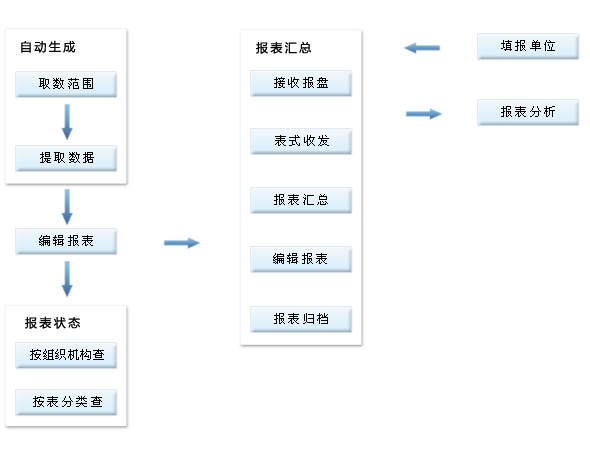 自动生成
取数范围
提取数据
编辑报表
报表状态
按组织机构查
按表分类查
报表汇总
接收报盘
表式收发
报表汇总
编辑报表
报表归档
填报单位
报表分析